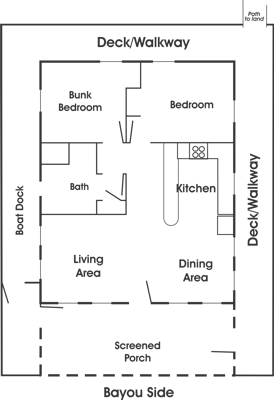 Path
to land
Deck/Walkway
Bunk
Bedroom
Bedroom
Bath
Kitchen
Boat Dock
Deck/Walkway
Living
Area
Dining
Area
Screened
Porch
Bayou Side